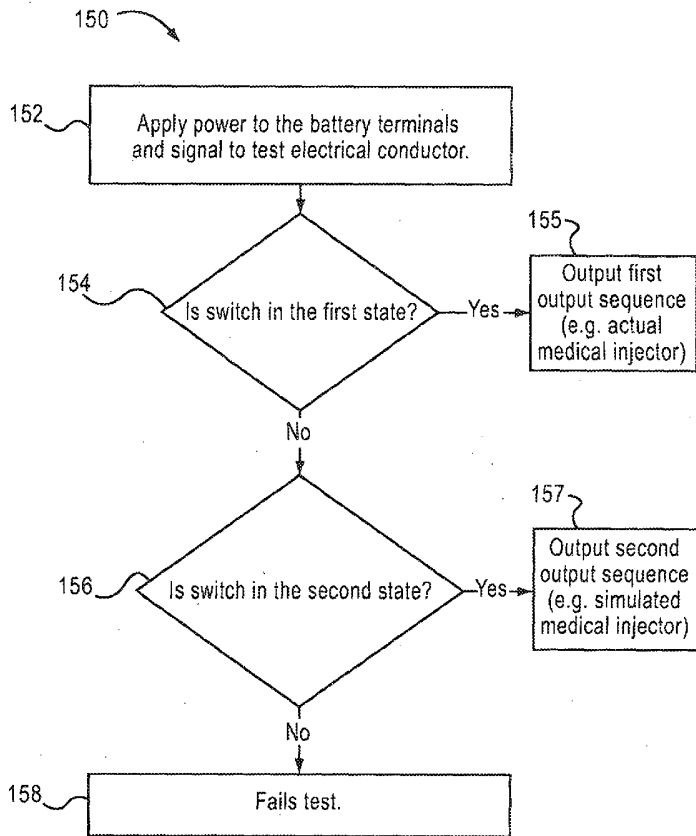 150
152
Apply power to the battery terminals
and signal to test electrical conductor.
154
Is switch in the first state?
Yes
155
Output first
output sequence
(e.g. actual
medical injector)
No
156
Is switch in the second state?
Yes
157
Output second
output sequence
(e.g. simulated
medical injector)
No
158
Fails test.